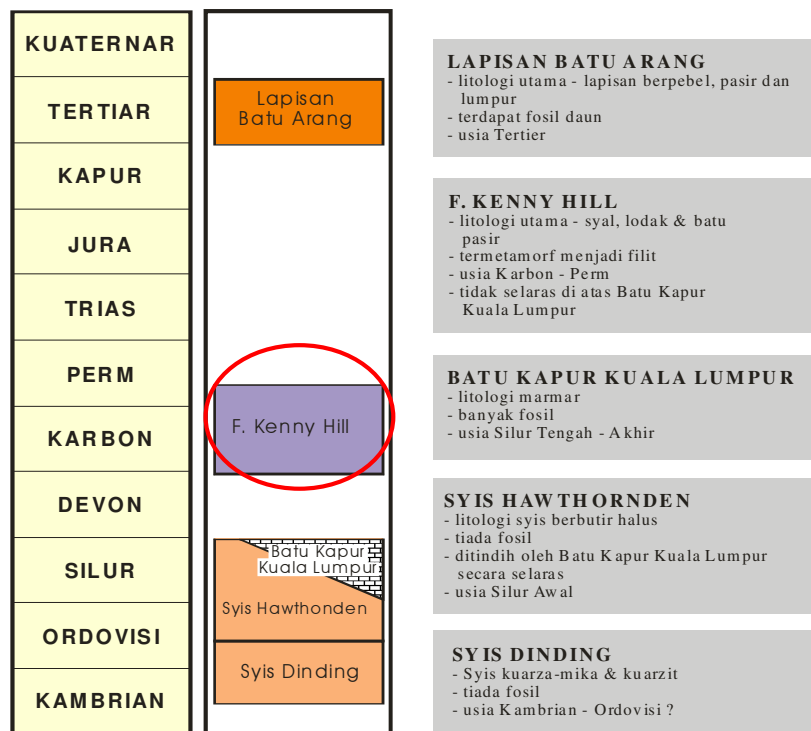 KUATERNAR
TERTIAR
KAPUR
JURA
TRIAS
PERM
KARBON
DEVON
SILUR
ORDOVISI
KAMBRIAN
Lapisan
Batu Arang
F. Kenny Hill
Batu Kapur
Kuala Lumpur
Syis Hawthonden
Syis Dinding
LAPISAN BATU ARANG
- litologi utama - lapisan berpebel, pasir dan
lumpur
- terdapat fosil daun
- usia Tertier
F. KENNY HILL
- litologi utama - syal, lodak & batu
pasir
- termetamorf menjadi filit
- usia Karbon - Perm
- tidak selaras di atas Batu Kapur
Kuala Lumpur
BATU KAPUR KUALA LUMPUR
- litologi marmar
- banyak fosil
- usia Silur Tengah - Akhir
SYIS HAWTHORNDEN
- litologi syis berbutir halus
- tiada fosil
- ditindih oleh Batu Kapur Kuala Lumpur
secara selaras
- usia Silur Awal
SYIS DINDING
- Syis kuarza-mika & kuarzit
- tiada fosil
- usia Kambrian - Ordovisi ?